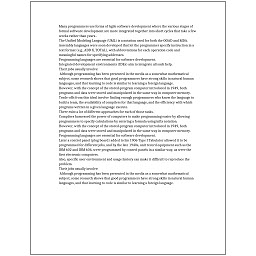 Many programmers use forms of Agile software development where the various stages of
formal software development are more integrated together into short cycles that take a few
weeks rather than years.
The Unified Modeling Language (UML) is a notation used for both the OOAD and MDA.
ineradable languages were soon developed that let the programmer specify instruction in a
text format (e.g., ADD X, TOTAL), with abbreviations for each operation code and
meaningful names for specifying addresses.
Programming languages are essential for software development.
Integrated development environments (IDEs) aim to integrate all such help.
Their jobs usually involve:
Although programming has been presented in the media as a somewhat mathematical
subject, some research shows that good programmers have strong skills in natural human
languages, and that learning to code is similar to learning a foreign language.
However, with the concept of the stored-program computer introduced in 1949, both
programs and data were stored and manipulated in the same way in computer memory.
Trade-offs from this ideal involve finding enough programmers who know the language to
build a team, the availability of compilers for that language, and the efficiency with which
programs written in a given language execute.
There exist a lot of different approaches for each of those tasks.
Compilers harnessed the power of computers to make programming easier by allowing
programmers to specify calculations by entering a formula using infix notation.
However, with the concept of the stored-program computer introduced in 1949, both
programs and data were stored and manipulated in the same way in computer memory.
Programming languages are essential for software development.
Later a control panel (plug board) added to his 1906 Type I Tabulator allowed it to be
programmed for different jobs, and by the late 1940s, unit record equipment such as the
IBM 602 and IBM 604, were programmed by control panels in a similar way, as were the
first electronic computers.
Also, specific user environment and usage history can make it difficult to reproduce the
problem.
Their jobs usually involve:
Although programming has been presented in the media as a somewhat mathematical
subject, some research shows that good programmers have strong skills in natural human
languages, and that learning to code is similar to learning a foreign language.